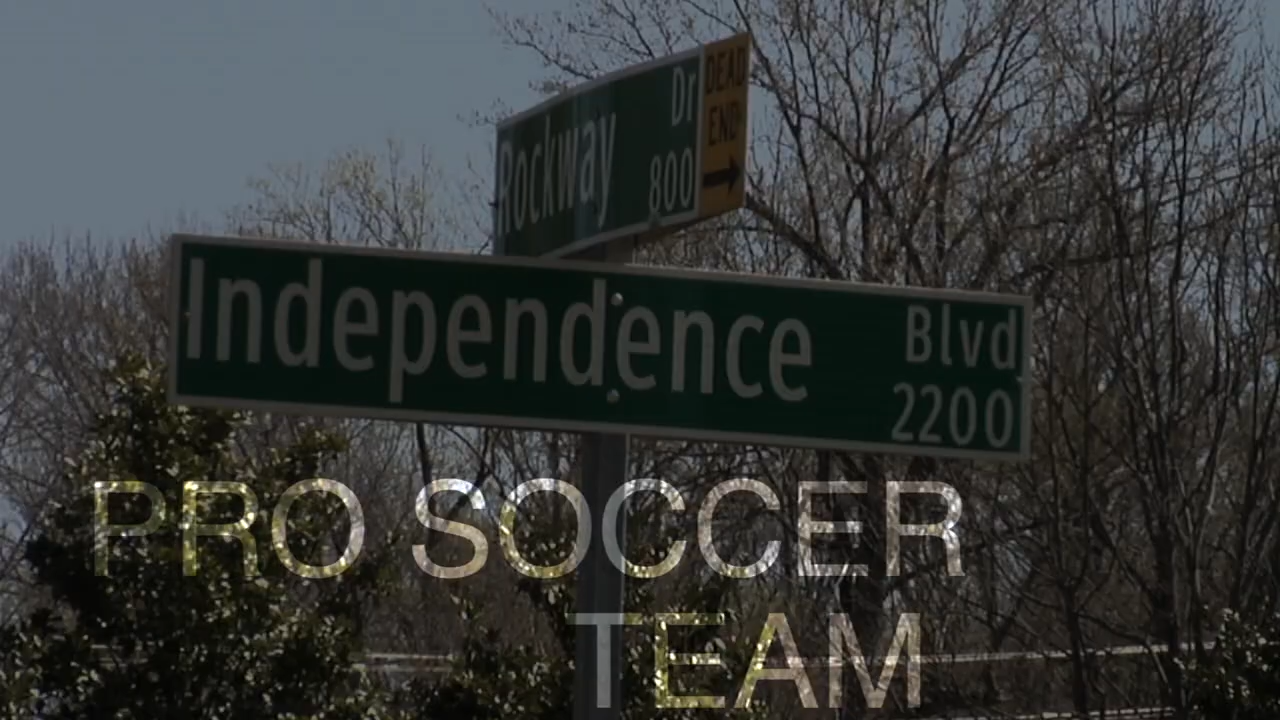 Rockway Dr
800
DEAD
END
Independence Blvd
2200
PRO SOCCER
TEAM